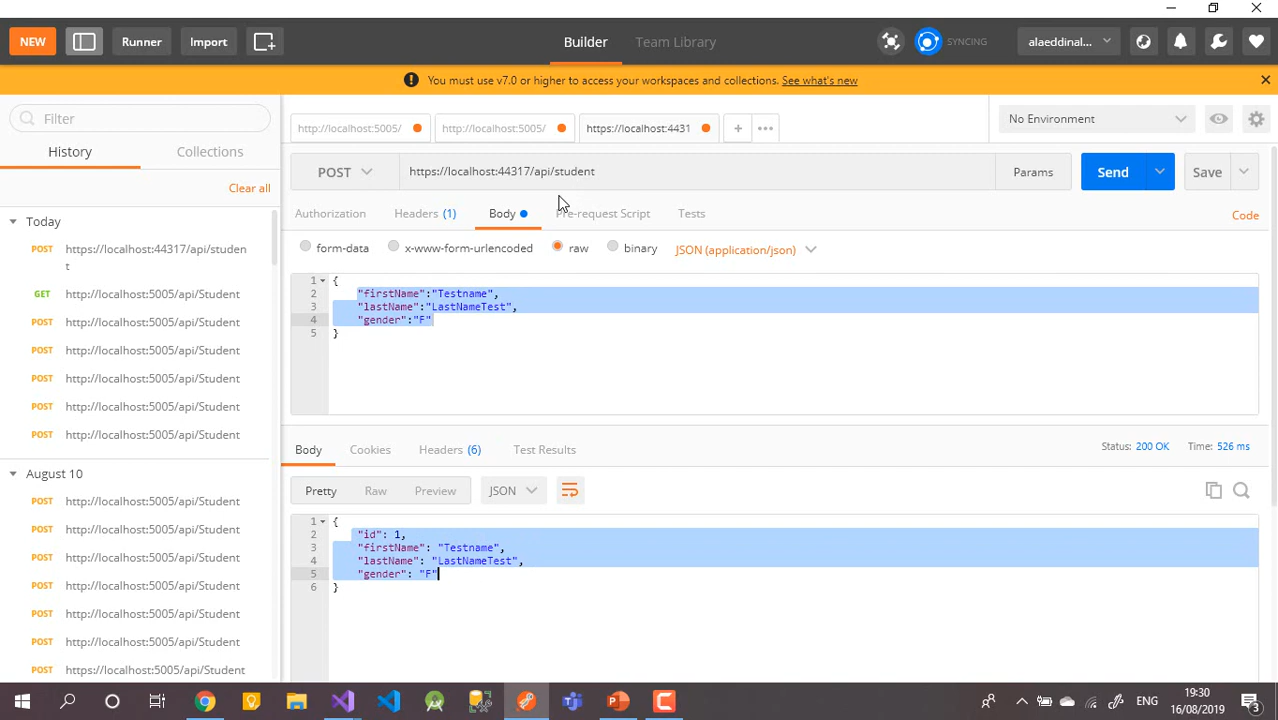 NEW
Runner
Import
Builder
Team Library
SYNCING
alaeddinal...
You must use v7.0 or higher to access your workspaces and collections. See what's new
Filter
History
Collections
Clear all
Today
POST https://localhost:44317/api/studen
t
GET http://localhost:5005/api/Student
POST http://localhost:5005/api/Student
POST http://localhost:5005/api/Student
POST http://localhost:5005/api/Student
POST http://localhost:5005/api/Student
POST http://localhost:5005/api/Student
August 10
POST http://localhost:5005/api/Student
POST http://localhost:5005/api/Student
POST http://localhost:5005/api/Student
POST http://localhost:5005/api/Student
POST http://localhost:5005/api/Student
POST http://localhost:5005/api/Student
POST https://localhost:5005/api/Student
http://localhost:5005/
http://localhost:5005/
https://localhost:4431
No Environment
POST
https://localhost:44317/api/student
Params
Send
Save
Authorization
Headers (1)
Body
Pre-request Script
Tests
Code
form-data
x-www-form-urlencoded
raw
binary
JSON (application/json)
1 {
2 "firstName":"Testname",
3 "lastName":"LastNameTest",
4 "gender":"F"
5 }
Body
Cookies
Headers (6)
Test Results
Status: 200 OK
Time: 526 ms
Pretty
Raw
Preview
JSON
1 {
2 "id": 1,
3 "firstName": "Testname",
4 "lastName": "LastNameTest",
5 "gender": "F"
6 }
ENG
19:30
16/08/2019
3